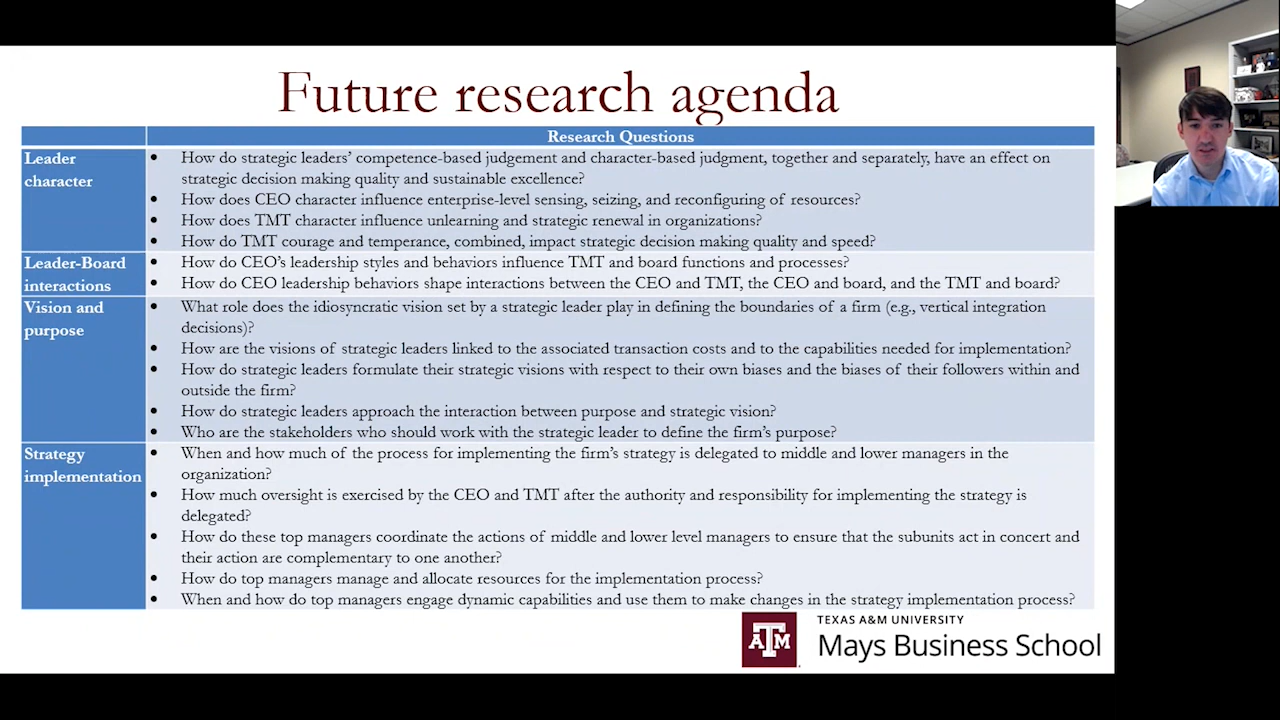 Future research agenda
Research Questions
Leader
character
• How do strategic leaders’ competence-based judgement and character-based judgment, together and separately, have an effect on
strategic decision making quality and sustainable excellence?
• How does CEO character influence enterprise-level sensing, seizing, and reconfiguring of resources?
• How does TMT character influence unlearning and strategic renewal in organizations?
• How do TMT courage and temperance, combined, impact strategic decision making quality and speed?
Leader-Board
interactions
• How do CEO’s leadership styles and behaviors influence TMT and board functions and processes?
• How do CEO leadership behaviors shape interactions between the CEO and TMT, the CEO and board, and the TMT and board?
Vision and
purpose
• What role does the idiosyncratic vision set by a strategic leader play in defining the boundaries of a firm (e.g., vertical integration
decisions)?
• How are the visions of strategic leaders linked to the associated transaction costs and to the capabilities needed for implementation?
• How do strategic leaders formulate their strategic visions with respect to their own biases and the biases of their followers within and
outside the firm?
• How do strategic leaders approach the interaction between purpose and strategic vision?
• Who are the stakeholders who should work with the strategic leader to define the firm’s purpose?
Strategy
implementation
• When and how much of the process for implementing the firm’s strategy is delegated to middle and lower managers in the
organization?
• How much oversight is exercised by the CEO and TMT after the authority and responsibility for implementing the strategy is
delegated?
• How do these top managers coordinate the actions of middle and lower level managers to ensure that the subunits act in concert and
their action are complementary to one another?
• How do top managers manage and allocate resources for the implementation process?
• When and how do top managers engage dynamic capabilities and use them to make changes in the strategy implementation process?
ATM
TEXAS A&M UNIVERSITY
Mays Business School